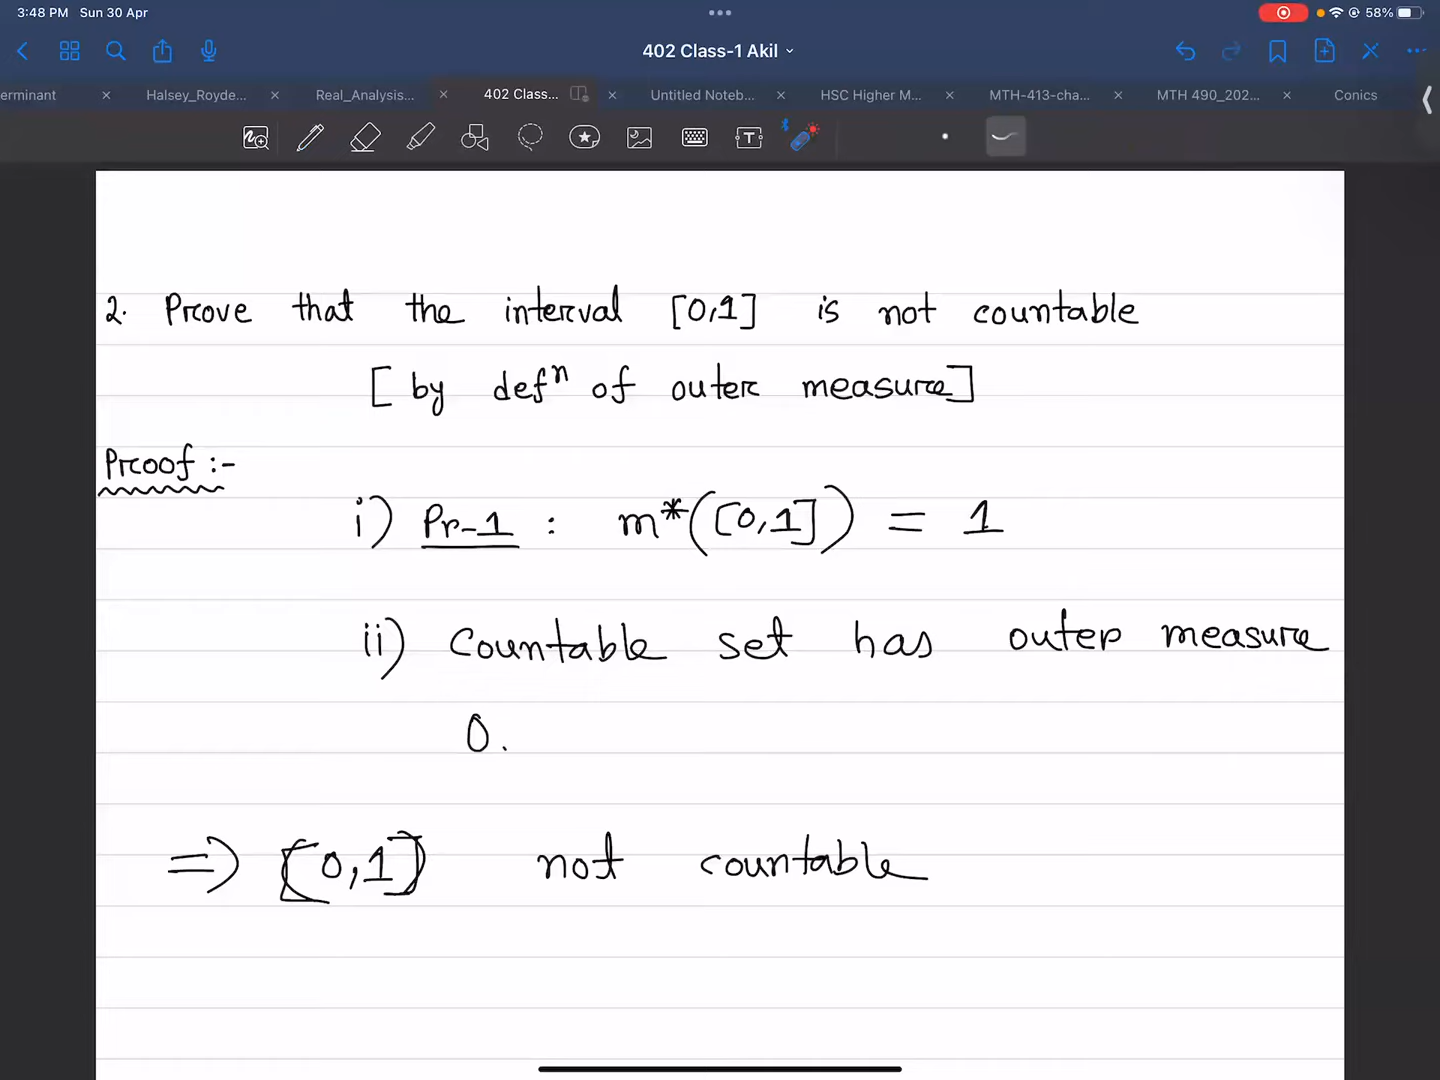 3:48 PM Sun 30 Apr
58%
402 Class-1 Akil
erminant
Halsey_Royde...
Real_Analysis...
402 Class...
Untitled Noteb...
HSC Higher M...
MTH-413-cha...
MTH 490_202...
Conics
2. Prove that the interval [0,1] is not countable
[by defⁿ of outer measure]
Proof :-
i) Pr-1 : m*([0,1]) = 1
ii) Countable set has outer measure
0.
=> [0,1] not countable